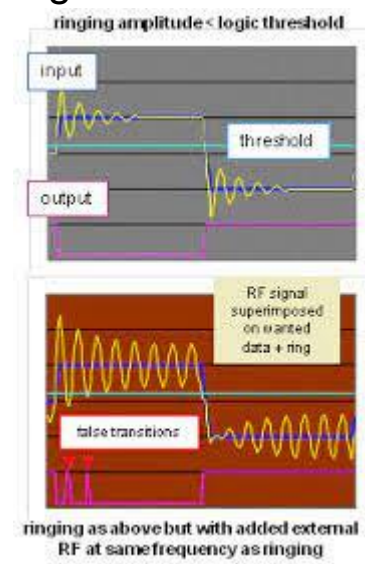 ringing amplitude < logic threshold
input
threshold
output
RF signal
superimposed
on wanted
data + ring
false transitions
ringing as above but with added external
RF at same frequency as ringing